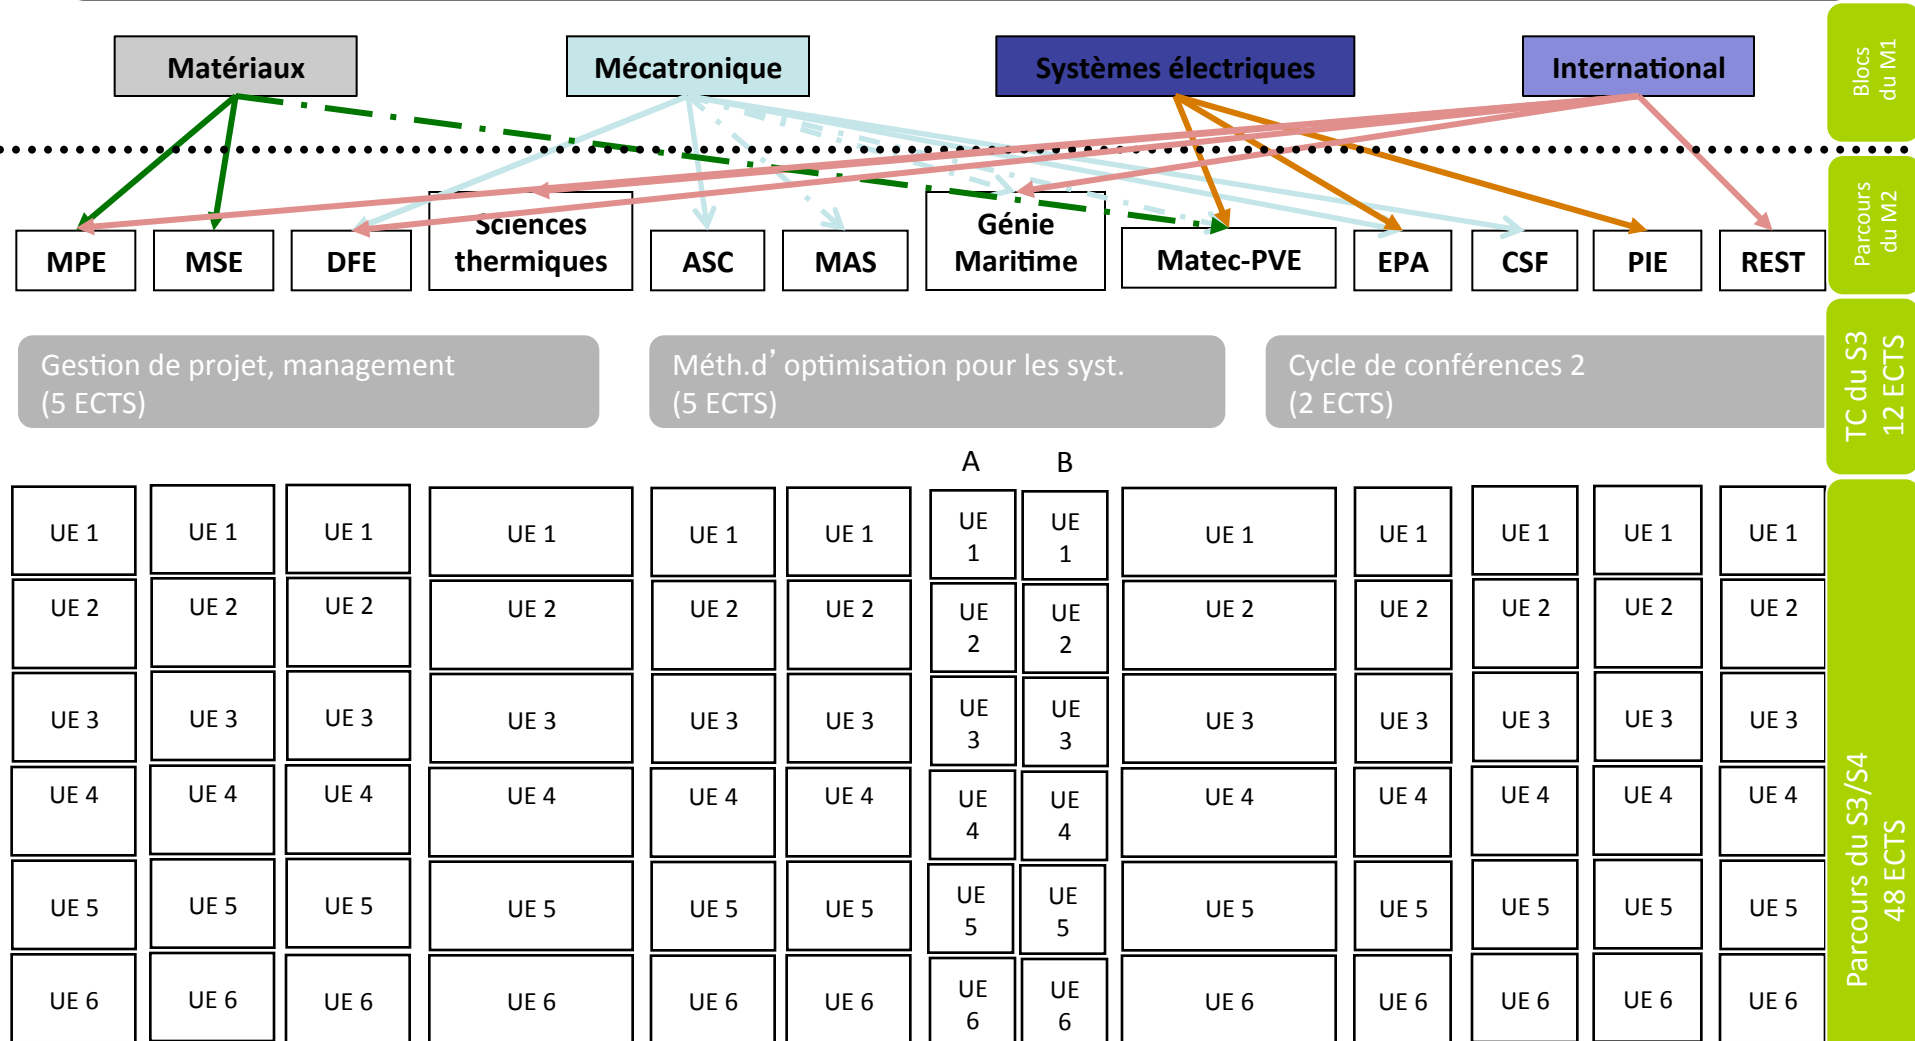 Matériaux
Mécatronique
Systèmes électriques
International
Blocs
du M1
MPE
MSE
DFE
Sciences
thermiques
ASC
MAS
Génie
Maritime
Matec-PVE
EPA
CSF
PIE
REST
Parcours
du M2
Gestion de projet, management
(5 ECTS)
Méth.d’ optimisation pour les syst.
(5 ECTS)
Cycle de conférences 2
(2 ECTS)
TC du S3
12 ECTS
A B
UE 1 UE 1 UE 1 UE 1 UE 1 UE 1 UE 1 UE 1 UE 1 UE 1 UE 1 UE 1 UE 1
UE 2 UE 2 UE 2 UE 2 UE 2 UE 2 UE 2 UE 2 UE 2 UE 2 UE 2 UE 2 UE 2
UE 3 UE 3 UE 3 UE 3 UE 3 UE 3 UE 3 UE 3 UE 3 UE 3 UE 3 UE 3 UE 3
UE 4 UE 4 UE 4 UE 4 UE 4 UE 4 UE 4 UE 4 UE 4 UE 4 UE 4 UE 4 UE 4
UE 5 UE 5 UE 5 UE 5 UE 5 UE 5 UE 5 UE 5 UE 5 UE 5 UE 5 UE 5 UE 5
UE 6 UE 6 UE 6 UE 6 UE 6 UE 6 UE 6 UE 6 UE 6 UE 6 UE 6 UE 6 UE 6
Parcours du S3/S4
48 ECTS